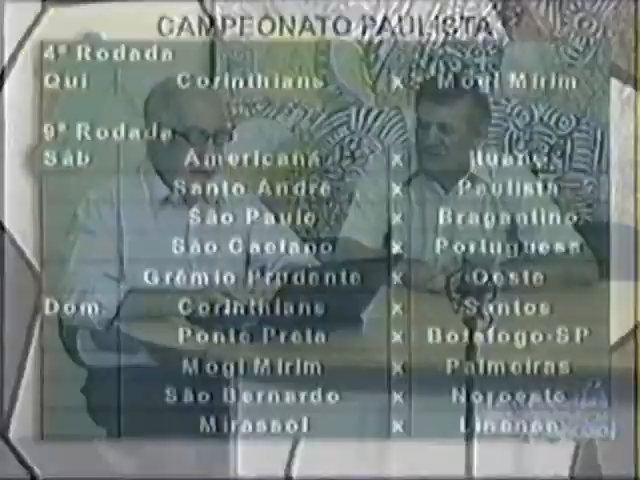 CAMPEONATO PAULISTA
4ª Rodada
Qui Corinthians x Mogi Mirim
9ª Rodada
Sáb Americana x Ituano
Santo André x Paulista
São Paulo x Bragantino
São Caetano x Portuguesa
Grêmio Prudente x Oeste
Dom Corinthians x Santos
Ponte Preta x Botafogo-SP
Mogi Mirim x Palmeiras
São Bernardo x Noroeste
Mirassol x Linense